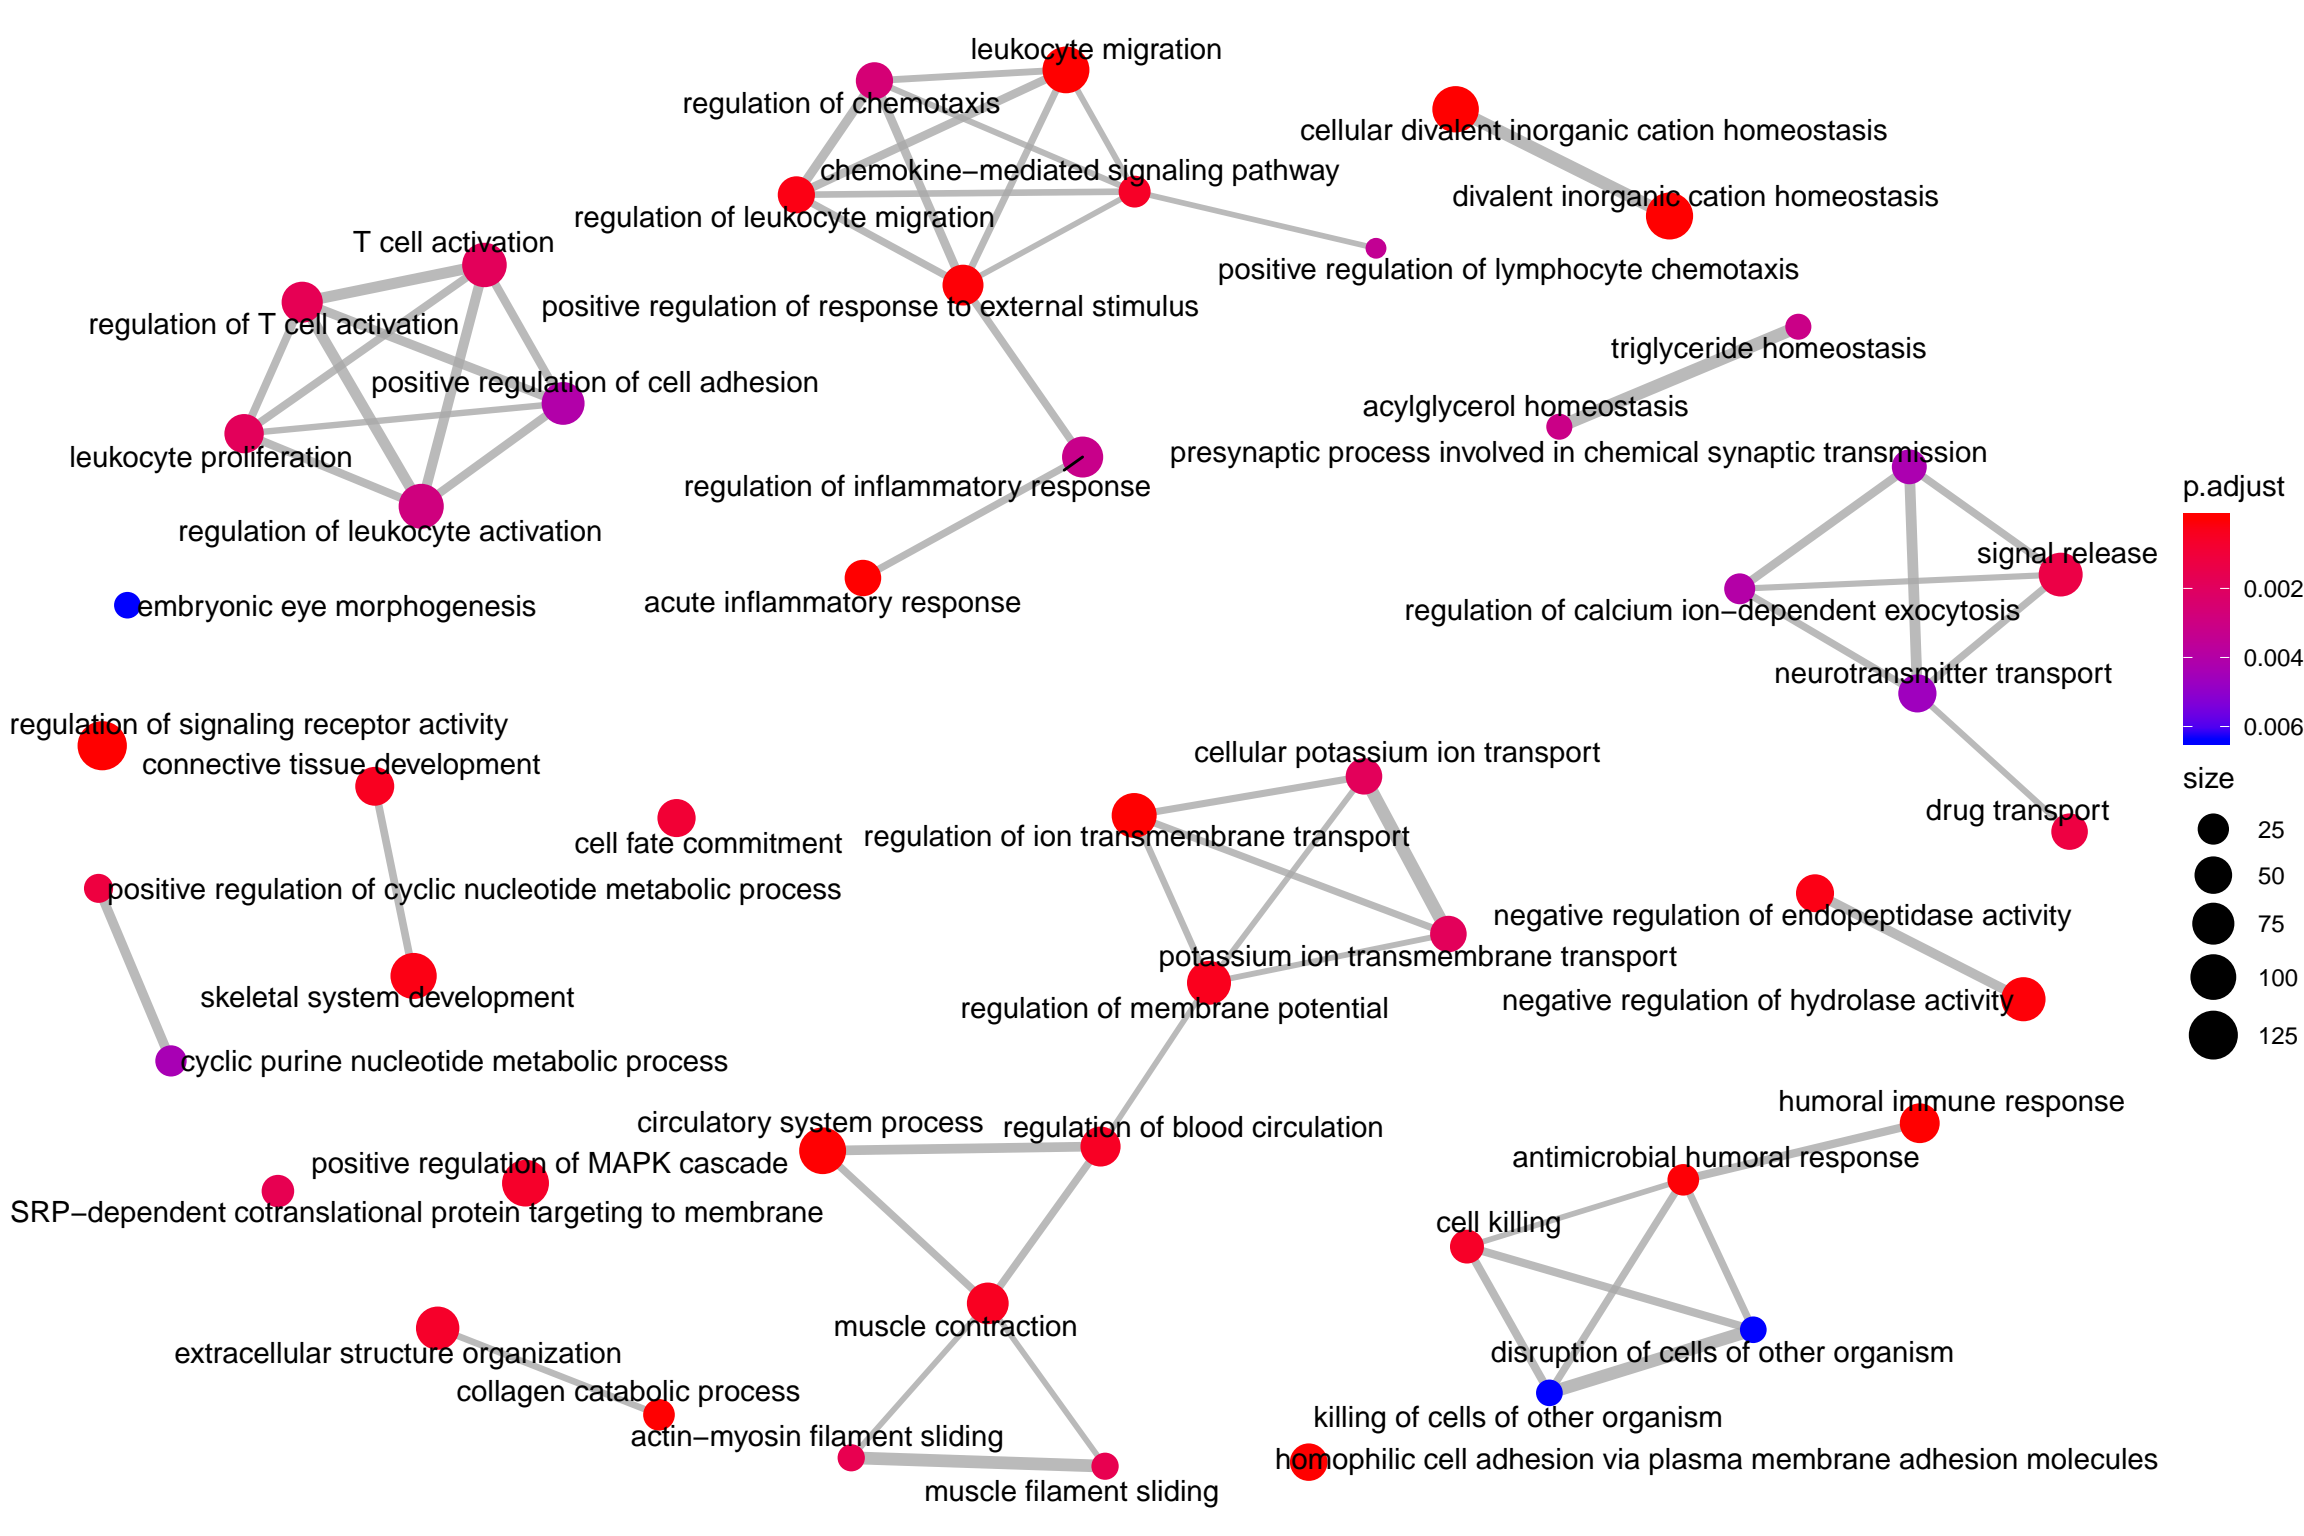 leukocyte migration
regulation of chemotaxis
cellular divalent inorganic cation homeostasis
chemokine−mediated signaling pathway
divalent inorganic cation homeostasis
regulation of leukocyte migration
T cell activation
positive regulation of lymphocyte chemotaxis
positive regulation of response to external stimulus
regulation of T cell activation
triglyceride homeostasis
positive regulation of cell adhesion
acylglycerol homeostasis
presynaptic process involved in chemical synaptic transmission
leukocyte proliferation
regulation of inflammatory response
regulation of leukocyte activation
signal release
acute inflammatory response
embryonic eye morphogenesis
regulation of calcium ion−dependent exocytosis
neurotransmitter transport
regulation of signaling receptor activity
cellular potassium ion transport
connective tissue development
drug transport
cell fate commitment
regulation of ion transmembrane transport
positive regulation of cyclic nucleotide metabolic process
negative regulation of endopeptidase activity
potassium ion transmembrane transport
skeletal system development
negative regulation of hydrolase activity
regulation of membrane potential
cyclic purine nucleotide metabolic process
humoral immune response
circulatory system process
regulation of blood circulation
antimicrobial humoral response
positive regulation of MAPK cascade
SRP−dependent cotranslational protein targeting to membrane
cell killing
muscle contraction
extracellular structure organization
disruption of cells of other organism
collagen catabolic process
killing of cells of other organism
actin−myosin filament sliding
homophilic cell adhesion via plasma membrane adhesion molecules
muscle filament sliding
p.adjust
0.002
0.004
0.006
size
25
50
75
100
125